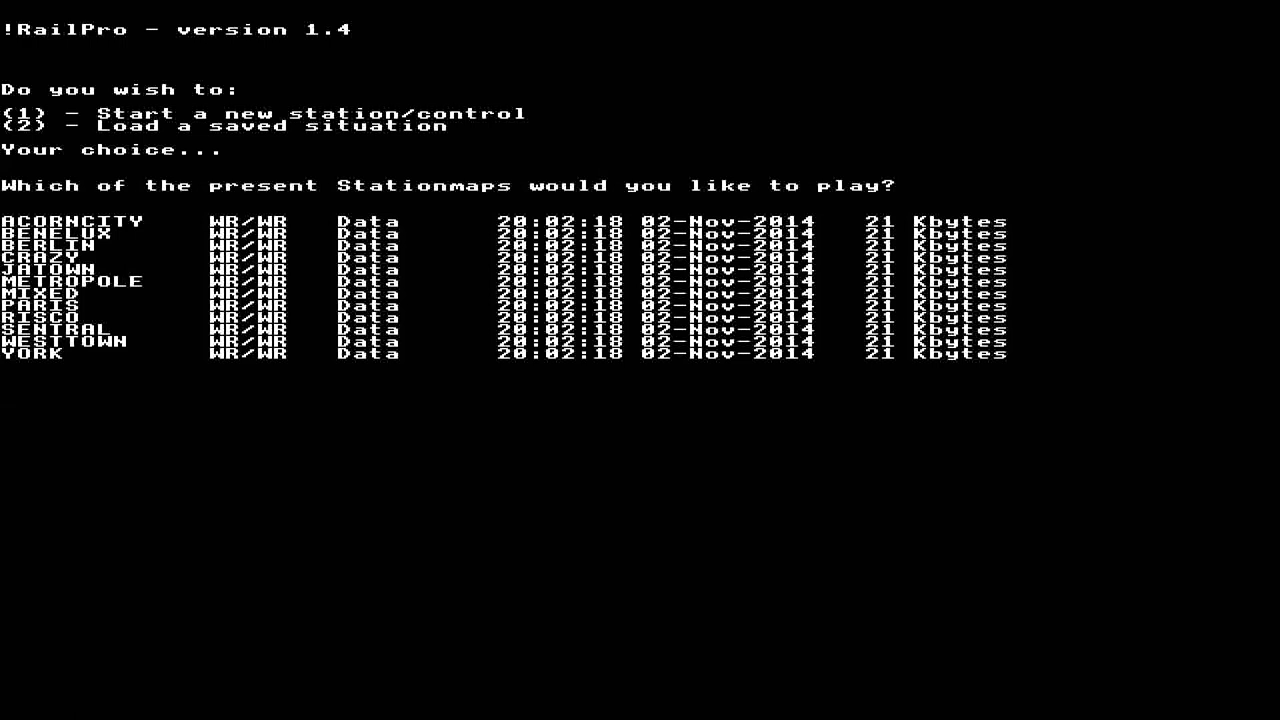 !RailPro - version 1.4
Do you wish to:
(1) - Start a new station/control
(2) - Load a saved situation
Your choice...
Which of the present Stationmaps would you like to play?
ACORNCITY WR/WR Data 20:02:18 02-Nov-2014 21 Kbytes
BENELUX WR/WR Data 20:02:18 02-Nov-2014 21 Kbytes
BERLIN WR/WR Data 20:02:18 02-Nov-2014 21 Kbytes
CRAZY WR/WR Data 20:02:18 02-Nov-2014 21 Kbytes
JATOWN WR/WR Data 20:02:18 02-Nov-2014 21 Kbytes
METROPOLE WR/WR Data 20:02:18 02-Nov-2014 21 Kbytes
MIXED WR/WR Data 20:02:18 02-Nov-2014 21 Kbytes
PARIS WR/WR Data 20:02:18 02-Nov-2014 21 Kbytes
RISCO WR/WR Data 20:02:18 02-Nov-2014 21 Kbytes
SENTRAL WR/WR Data 20:02:18 02-Nov-2014 21 Kbytes
WESTTOWN WR/WR Data 20:02:18 02-Nov-2014 21 Kbytes
YORK WR/WR Data 20:02:18 02-Nov-2014 21 Kbytes